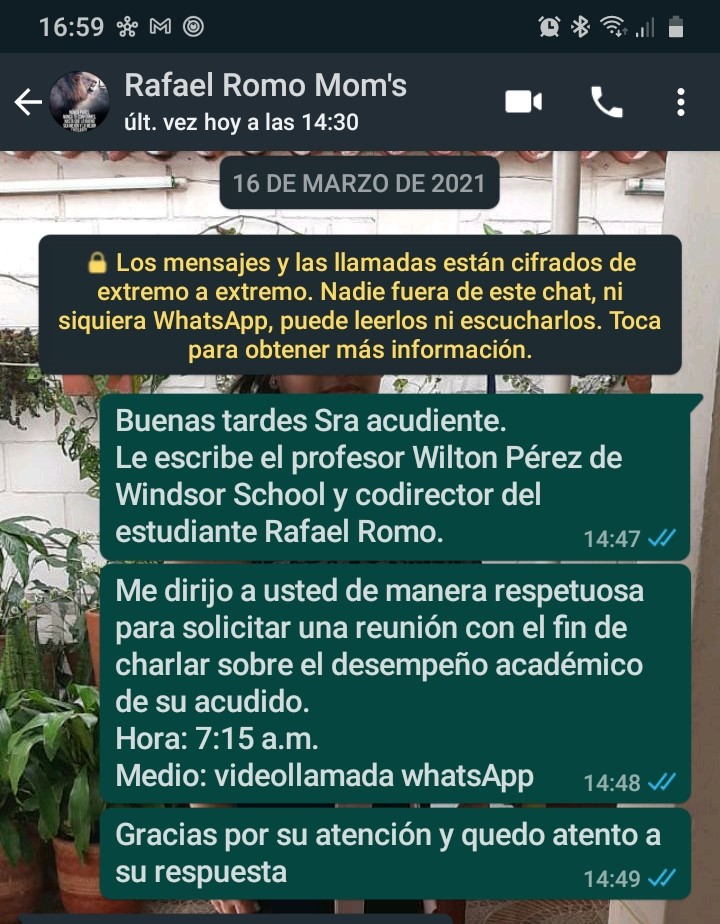 16:59
Rafael Romo Mom's
últ. vez hoy a las 14:30
16 DE MARZO DE 2021
Los mensajes y las llamadas están cifrados de
extremo a extremo. Nadie fuera de este chat, ni
siquiera WhatsApp, puede leerlos ni escucharlos. Toca
para obtener más información.
Buenas tardes Sra acudiente.
Le escribe el profesor Wilton Pérez de
Windsor School y codirector del
estudiante Rafael Romo.
14:47
Me dirijo a usted de manera respetuosa
para solicitar una reunión con el fin de
charlar sobre el desempeño académico
de su acudido.
Hora: 7:15 a.m.
Medio: videollamada whatsApp
14:48
Gracias por su atención y quedo atento a
su respuesta
14:49